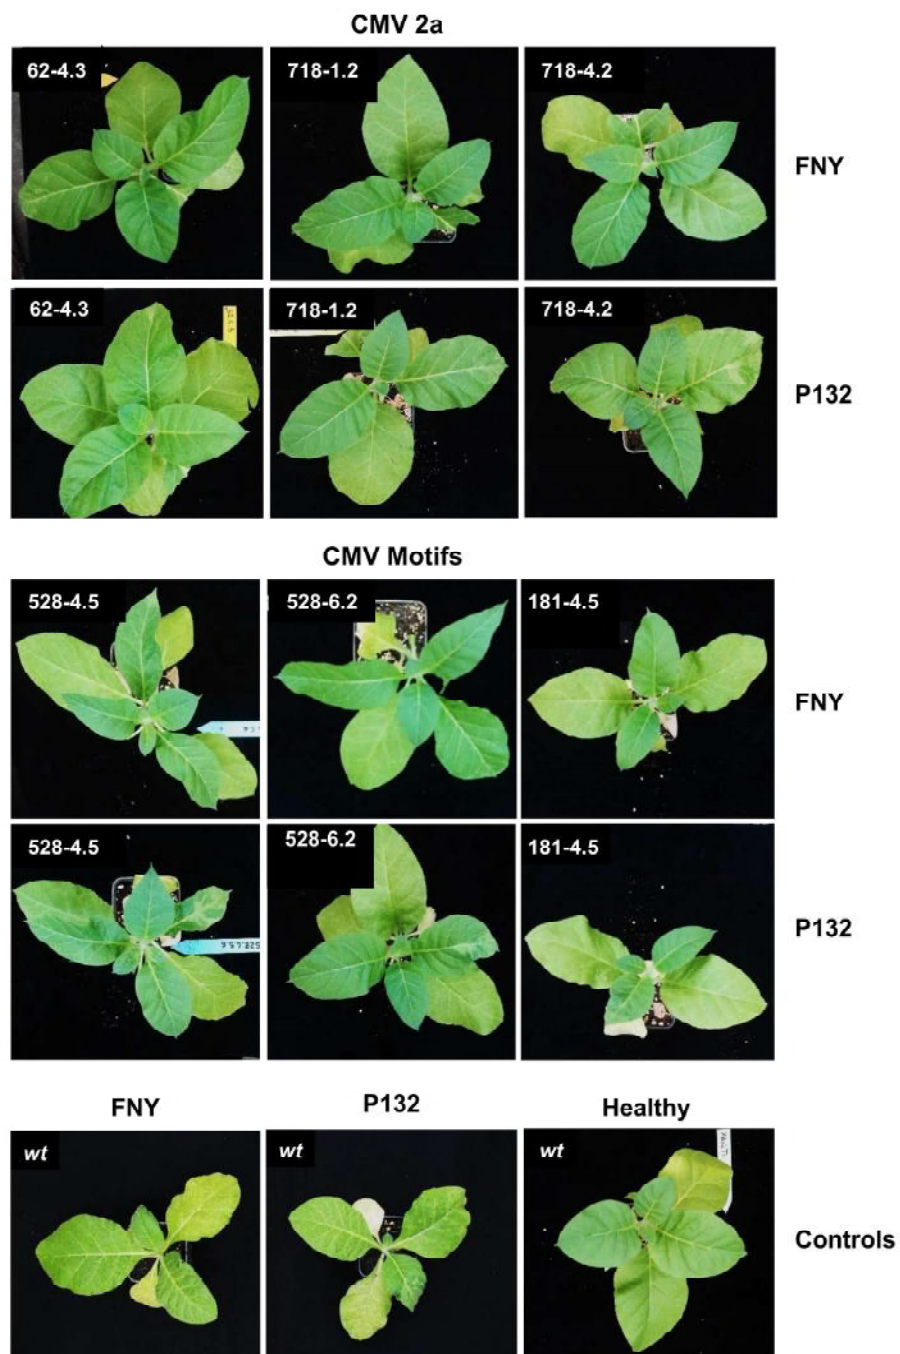 CMV 2a
62-4.3 718-1.2 718-4.2
FNY
62-4.3 718-1.2 718-4.2
P132
CMV Motifs
528-4.5 528-6.2 181-4.5
FNY
528-4.5 528-6.2 181-4.5
P132
FNY P132 Healthy
wt wt wt
Controls